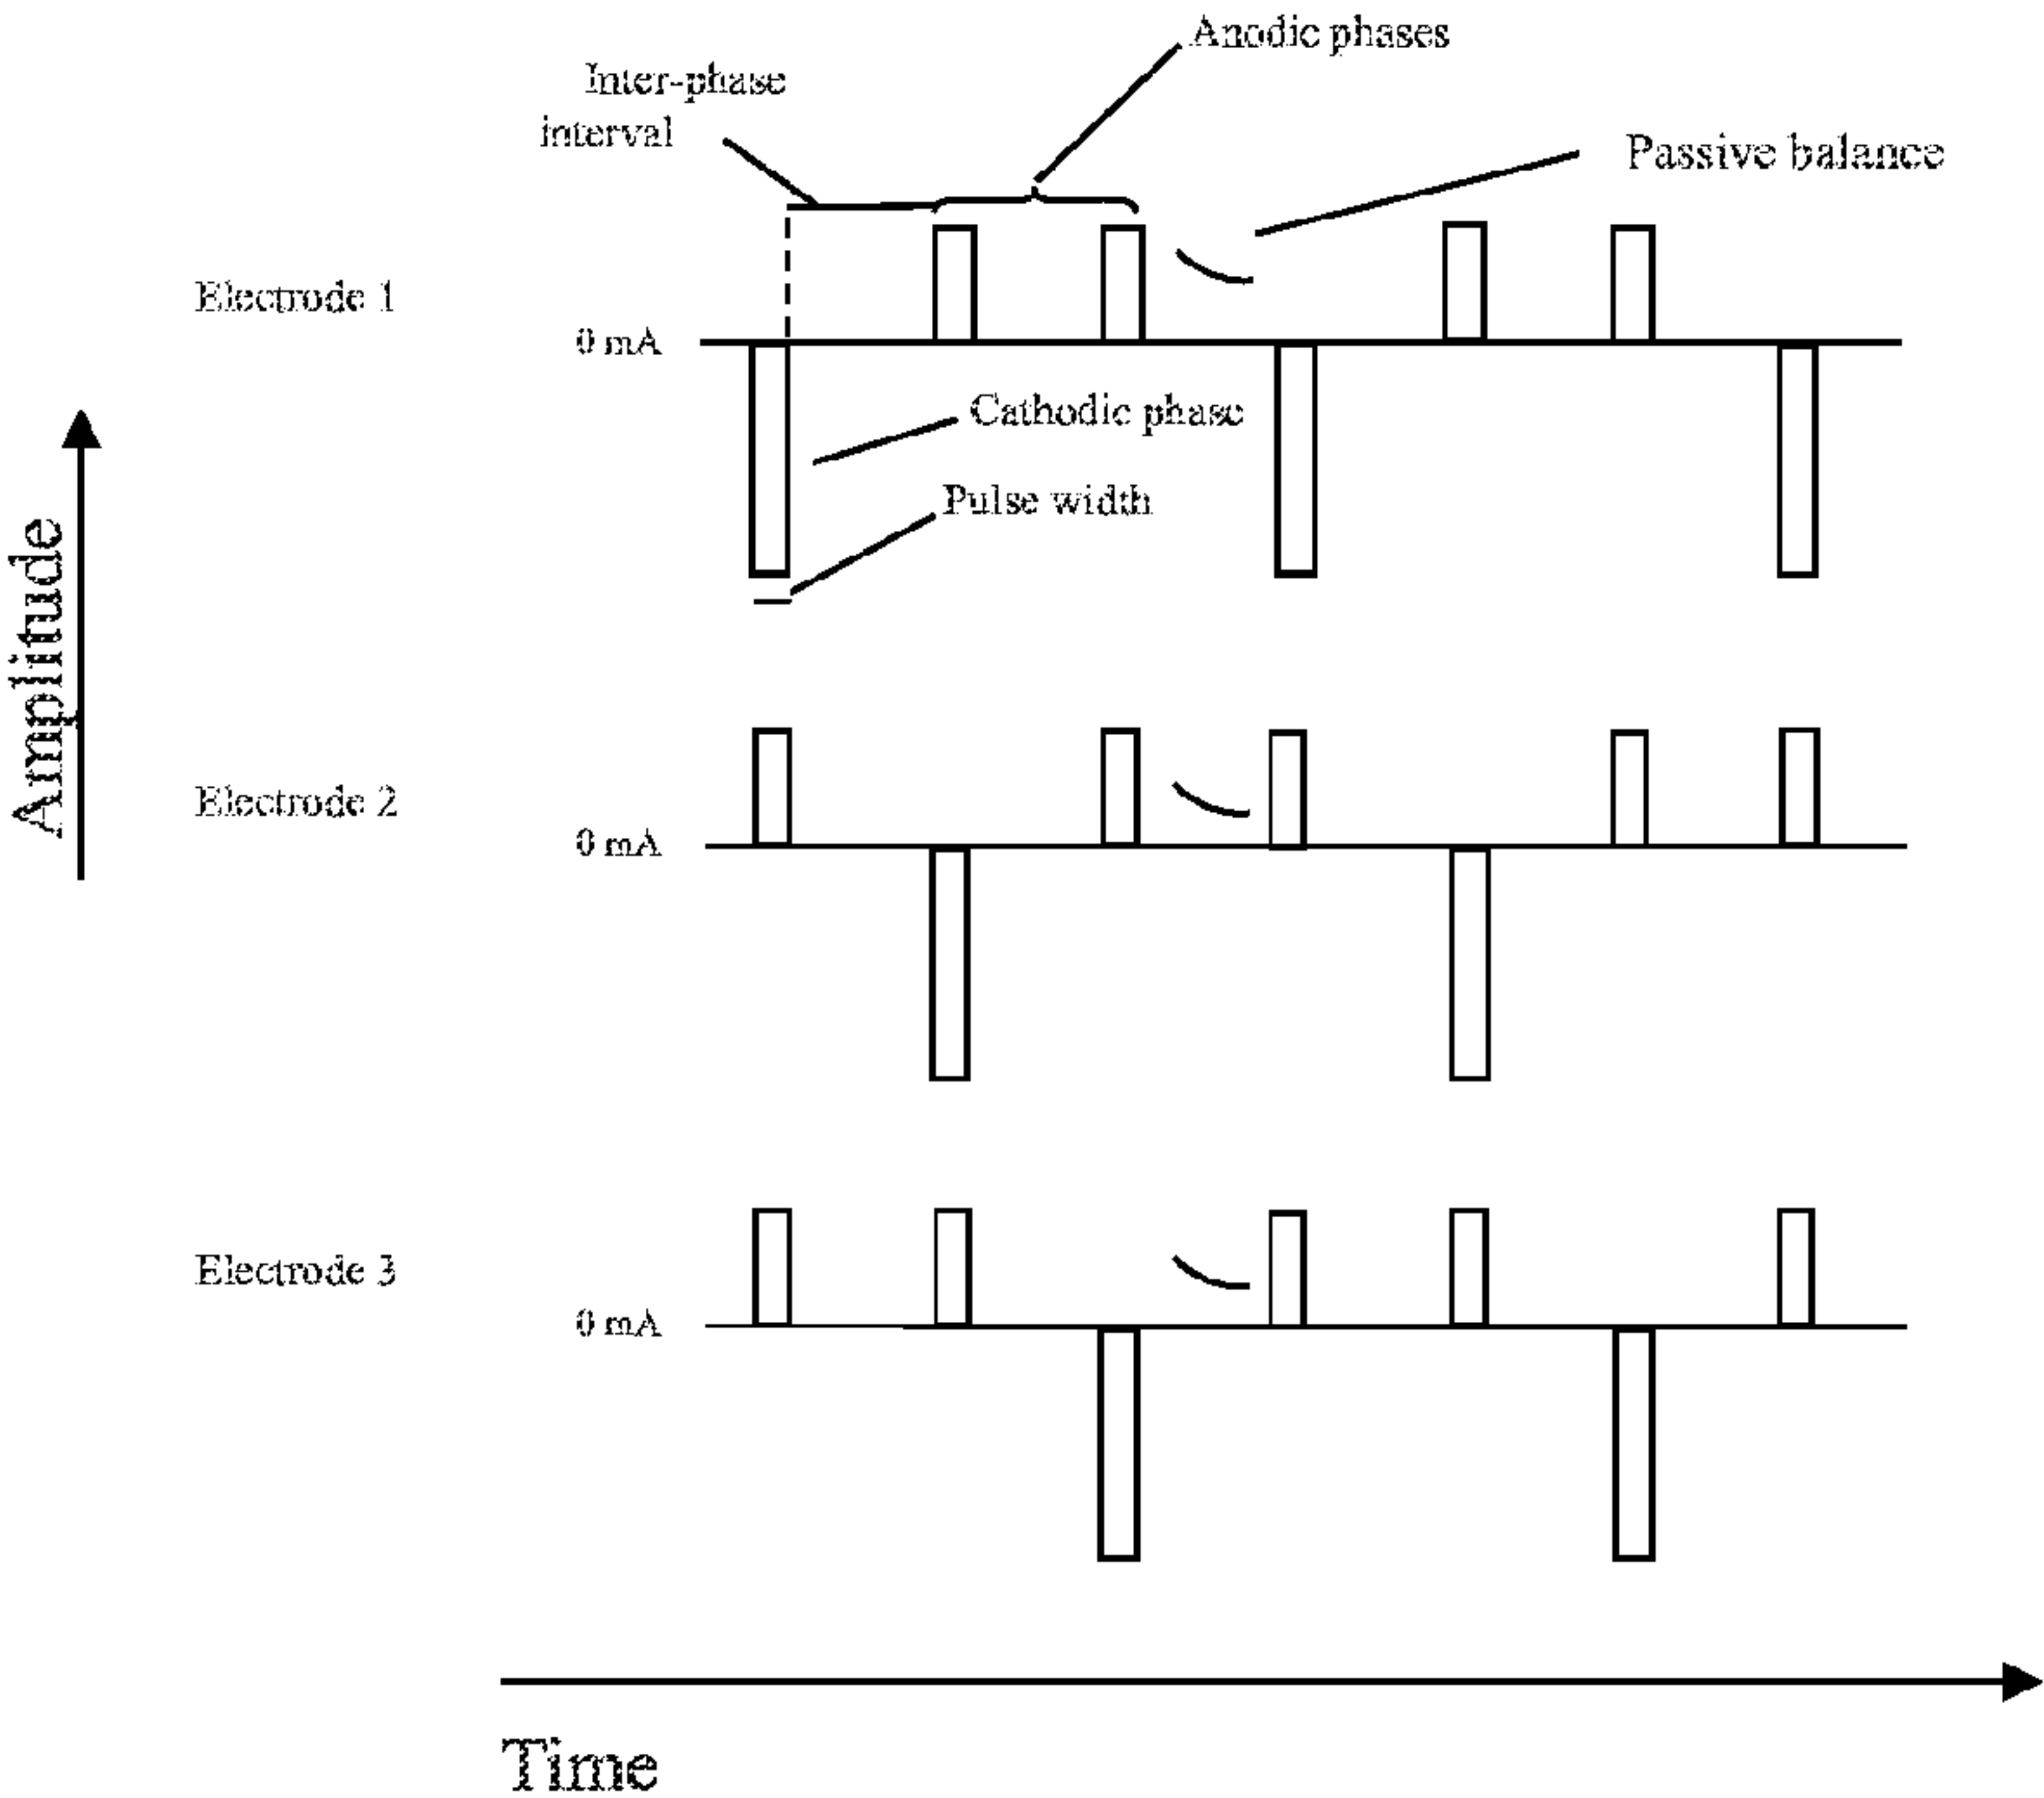 Anodic phases
Inter-phase
interval
Passive balance
Electrode 1
0 mA
Cathodic phase
Pulse width
Amplitude
Electrode 2
0 mA
Electrode 3
0 mA
Time